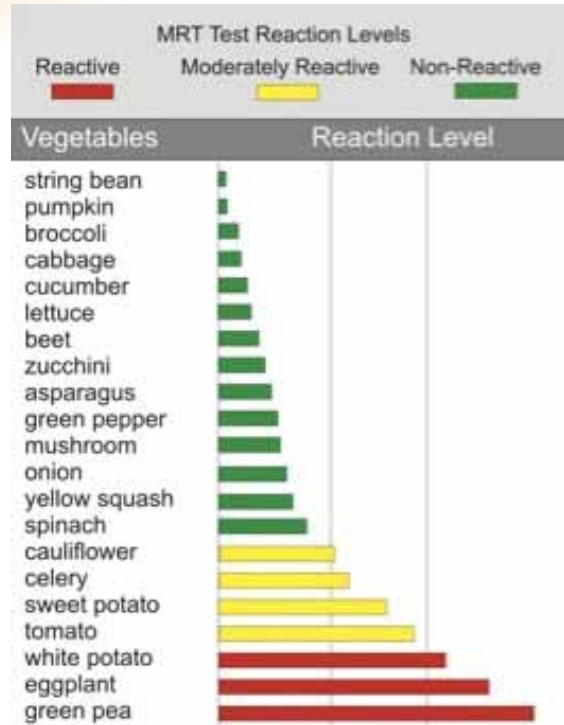 MRT Test Reaction Levels
Reactive Moderately Reactive Non-Reactive
Vegetables Reaction Level
string bean
pumpkin
broccoli
cabbage
cucumber
lettuce
beet
zucchini
asparagus
green pepper
mushroom
onion
yellow squash
spinach
cauliflower
celery
sweet potato
tomato
white potato
eggplant
green pea